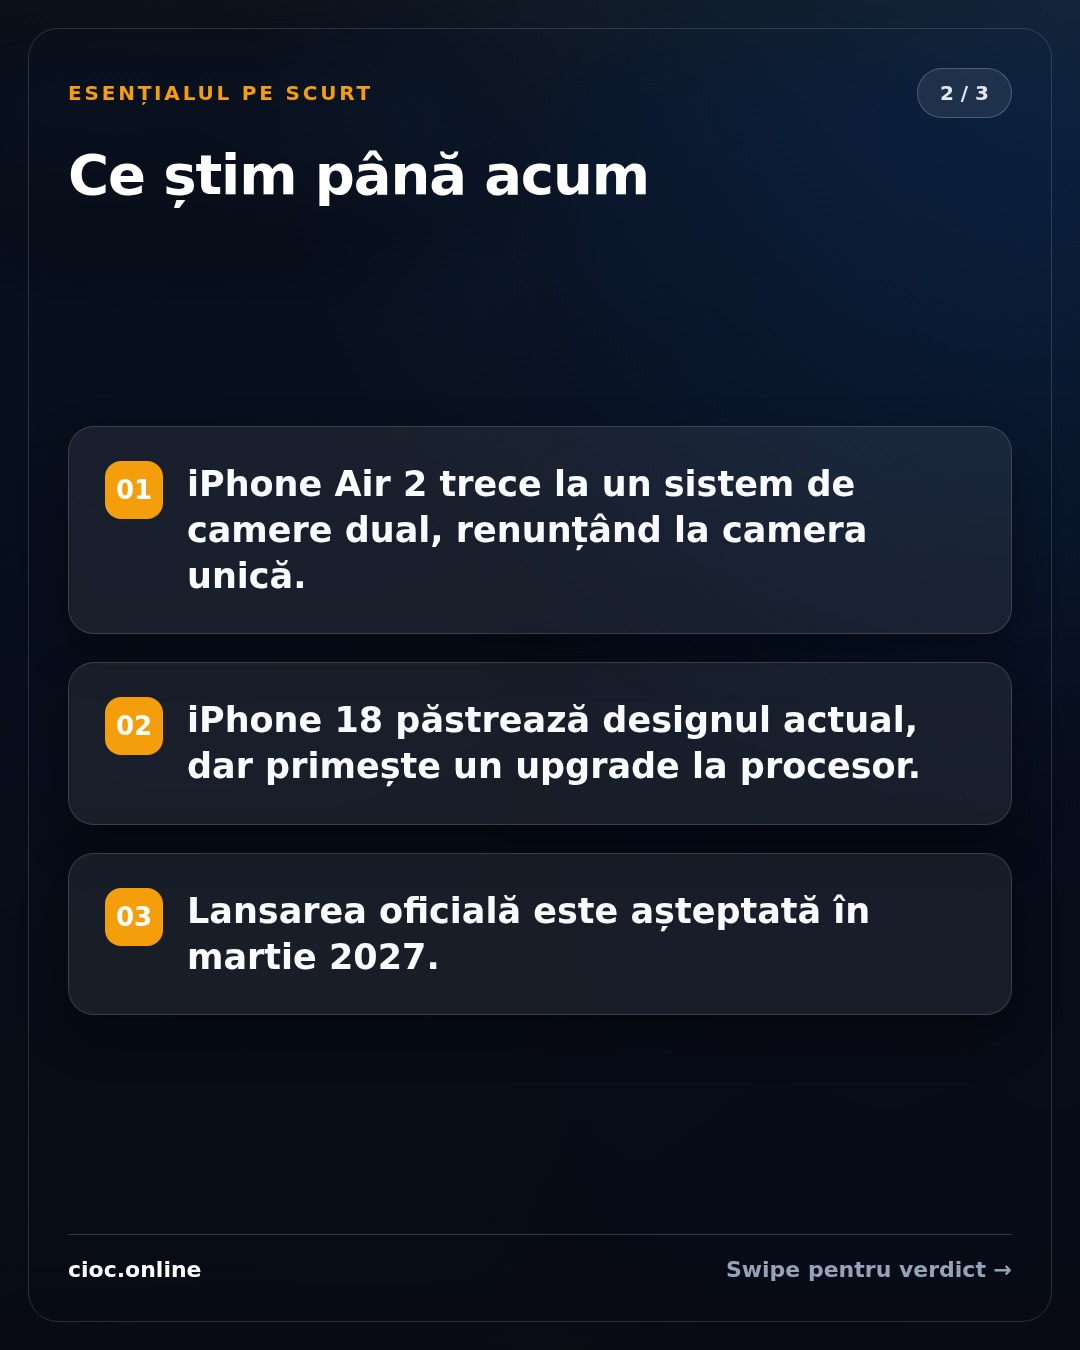 ESENȚIALUL PE SCURT
2 / 3
Ce știm până acum
01
iPhone Air 2 trece la un sistem de
camere dual, renunțând la camera
unică.
02
iPhone 18 păstrează designul actual,
dar primește un upgrade la procesor.
03
Lansarea oficială este așteptată în
martie 2027.
cioc.online
Swipe pentru verdict →